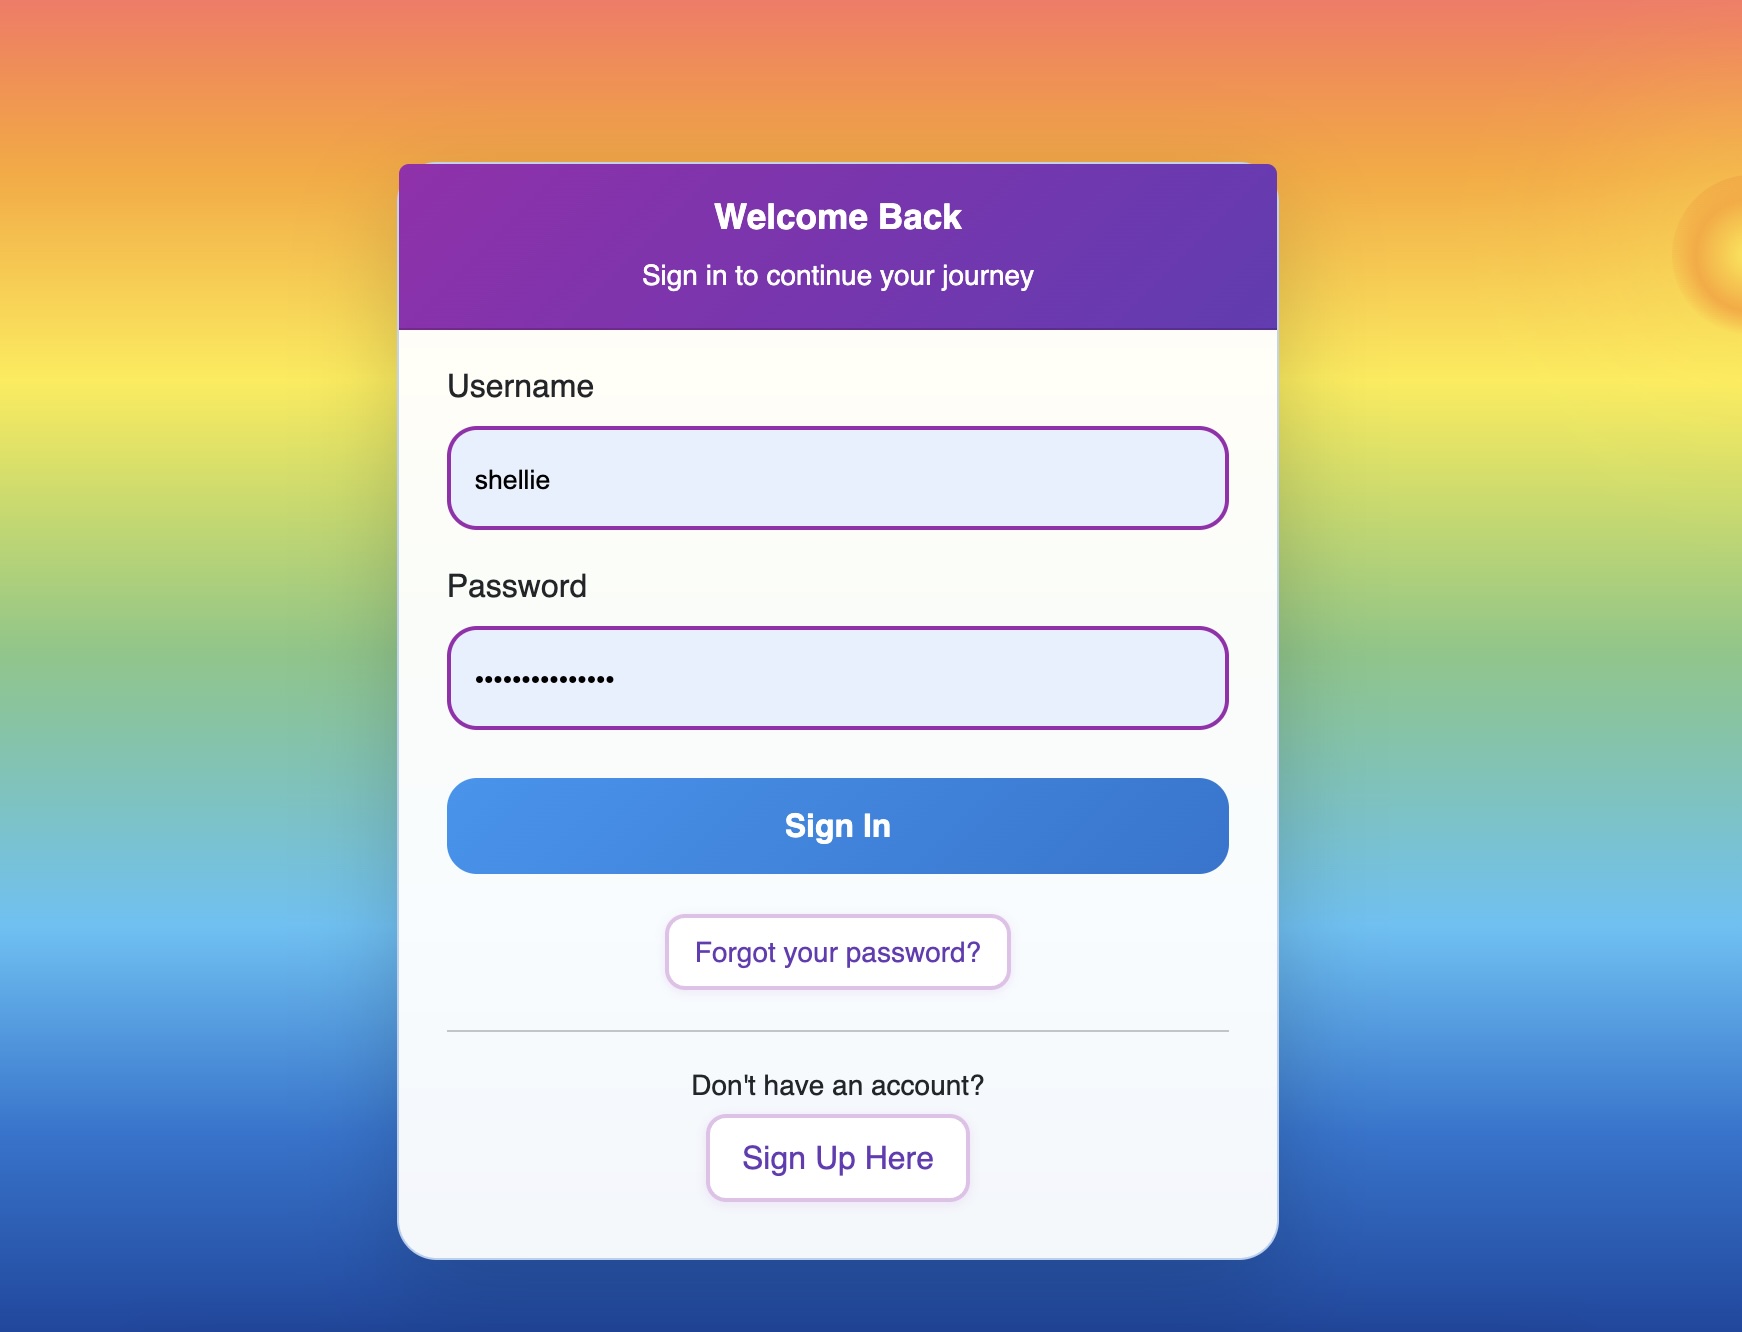 Welcome Back
Sign in to continue your journey
Username
shellie
Password
•••••••••••••••
Sign In
Forgot your password?
Don't have an account?
Sign Up Here